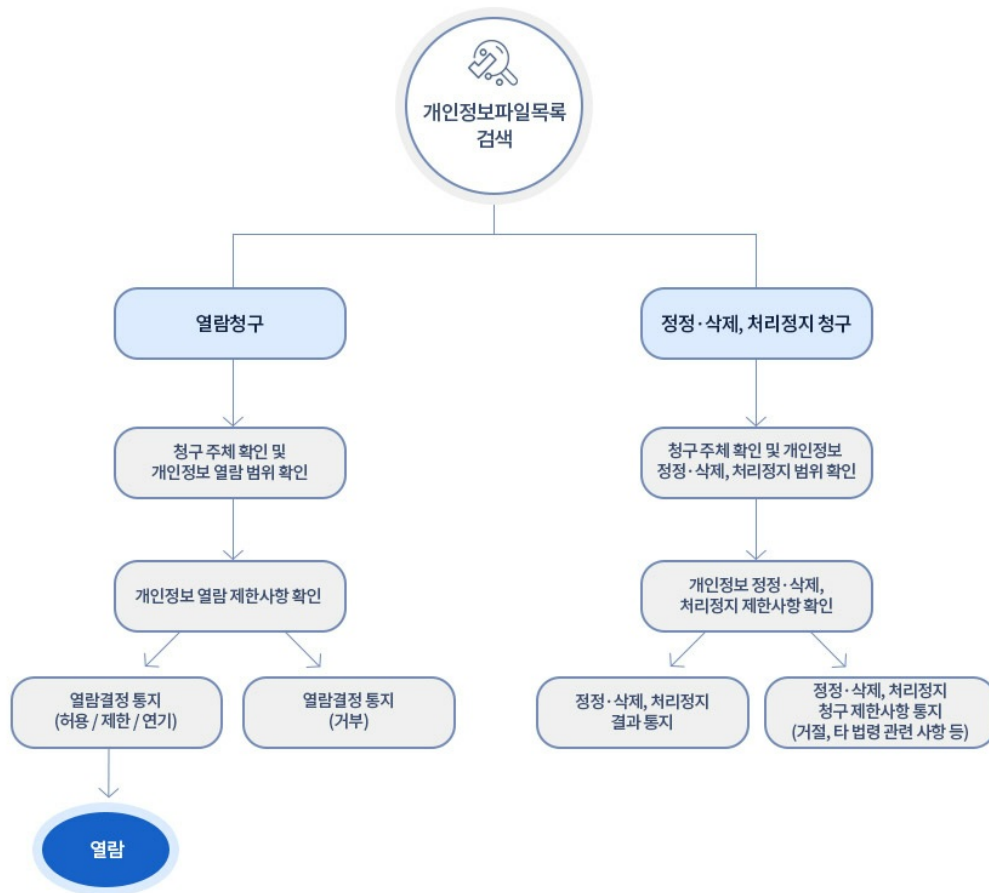 개인정보파일목록
검색
열람청구
정정·삭제, 처리정지 청구
청구 주체 확인 및
개인정보 열람 범위 확인
청구 주체 확인 및 개인정보
정정·삭제, 처리정지 범위 확인
개인정보 열람 제한사항 확인
개인정보 정정·삭제,
처리정지 제한사항 확인
열람결정 통지
(허용 / 제한 / 연기)
열람결정 통지
(거부)
정정·삭제, 처리정지
결과 통지
정정·삭제, 처리정지
청구 제한사항 통지
(거절, 타 법령 관련 사항 등)
열람